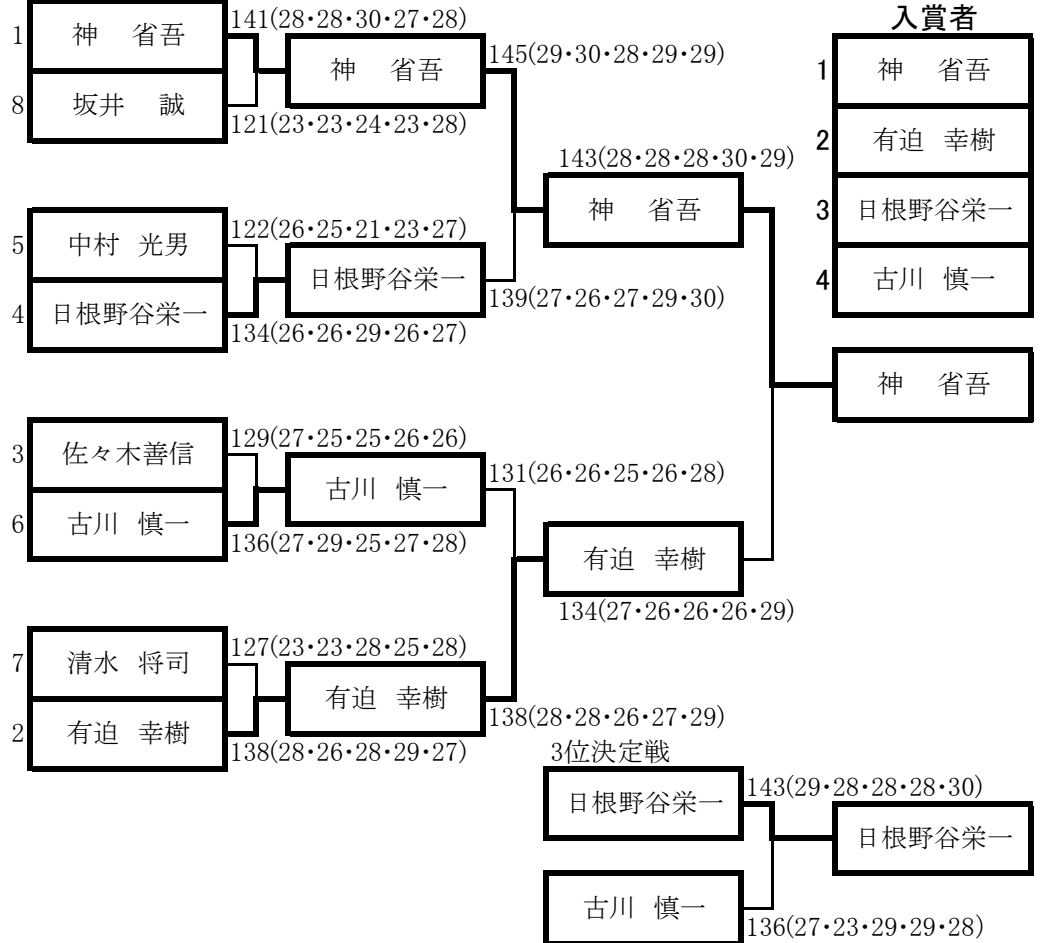 入賞者
141(28・28・30・27・28)
1 神 省吾
神 省吾
145(29・30・28・29・29)
1 神 省吾
8 坂井 誠
121(23・23・24・23・28)
2 有迫 幸樹
143(28・28・28・30・29)
神 省吾
3 日根野谷栄一
5 中村 光男
122(26・25・21・23・27)
日根野谷栄一
4 古川 慎一
139(27・26・27・29・30)
4 日根野谷栄一
134(26・26・29・26・27)
神 省吾
3 佐々木善信
129(27・25・25・26・26)
古川 慎一
131(26・26・25・26・28)
6 古川 慎一
136(27・29・25・27・28)
有迫 幸樹
134(27・26・26・26・29)
7 清水 将司
127(23・23・28・25・28)
有迫 幸樹
138(28・28・26・27・29)
2 有迫 幸樹
138(28・26・28・29・27)
3位決定戦
日根野谷栄一
143(29・28・28・28・30)
日根野谷栄一
古川 慎一
136(27・23・29・29・28)